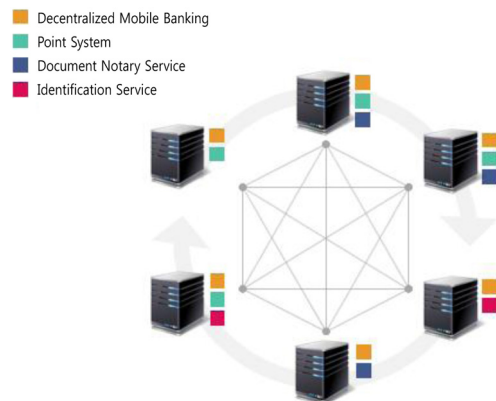 Decentralized Mobile Banking
Point System
Document Notary Service
Identification Service